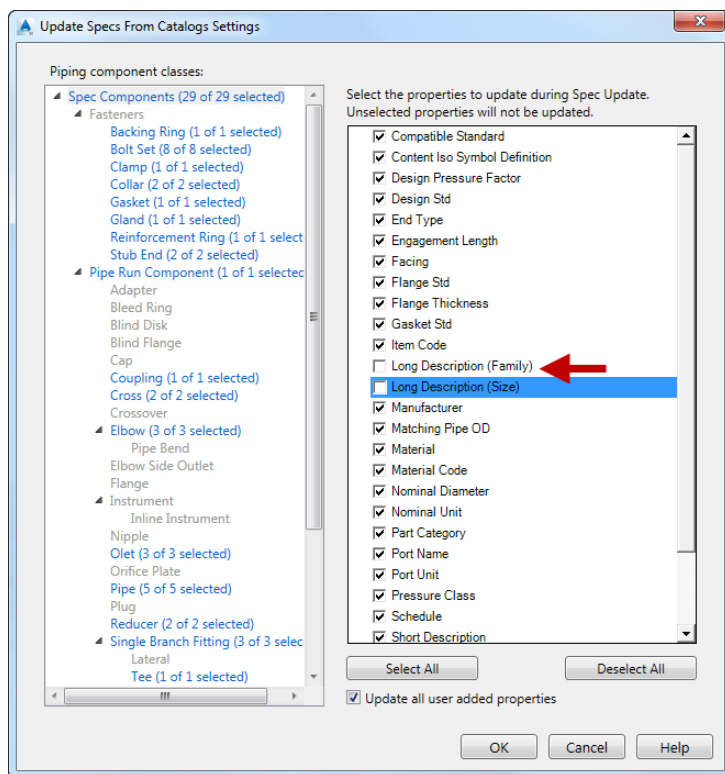 Update Specs From Catalogs Settings
Piping component classes:
Spec Components (29 of 29 selected)
Fasteners
Backing Ring (1 of 1 selected)
Bolt Set (8 of 8 selected)
Clamp (1 of 1 selected)
Collar (2 of 2 selected)
Gasket (1 of 1 selected)
Gland (1 of 1 selected)
Reinforcement Ring (1 of 1 select
Stub End (2 of 2 selected)
Pipe Run Component (1 of 1 selected
Adapter
Bleed Ring
Blind Disk
Blind Flange
Cap
Coupling (1 of 1 selected)
Cross (2 of 2 selected)
Crossover
Elbow (3 of 3 selected)
Pipe Bend
Elbow Side Outlet
Flange
Instrument
Inline Instrument
Nipple
Olet (3 of 3 selected)
Orifice Plate
Pipe (5 of 5 selected)
Plug
Reducer (2 of 2 selected)
Single Branch Fitting (3 of 3 selec
Lateral
Tee (1 of 1 selected)
Select the properties to update during Spec Update.
Unselected properties will not be updated.
Compatible Standard
Content Iso Symbol Definition
Design Pressure Factor
Design Std
End Type
Engagement Length
Facing
Flange Std
Flange Thickness
Gasket Std
Item Code
Long Description (Family)
Long Description (Size)
Manufacturer
Matching Pipe OD
Material
Material Code
Nominal Diameter
Nominal Unit
Part Category
Port Name
Port Unit
Pressure Class
Schedule
Short Description
Select All
Deselect All
Update all user added properties
OK
Cancel
Help